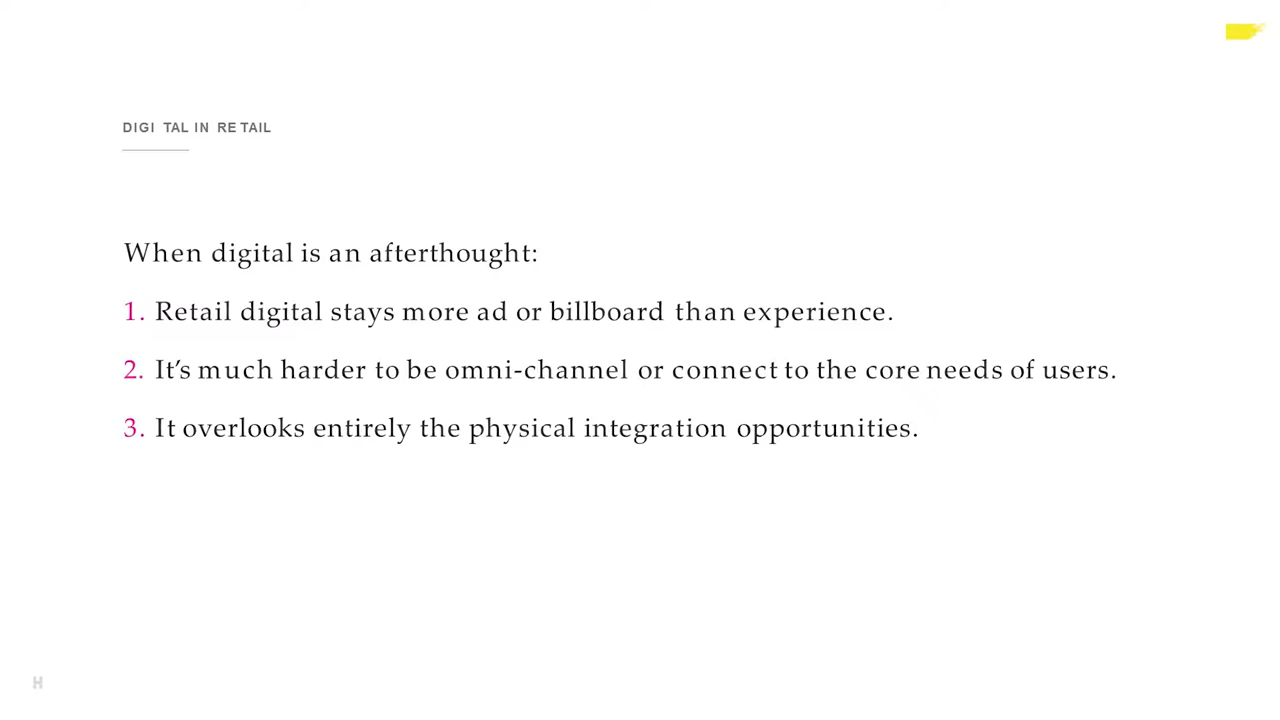 DIGITAL IN RETAIL
When digital is an afterthought:
1. Retail digital stays more ad or billboard than experience.
2. It’s much harder to be omni-channel or connect to the core needs of users.
3. It overlooks entirely the physical integration opportunities.
H